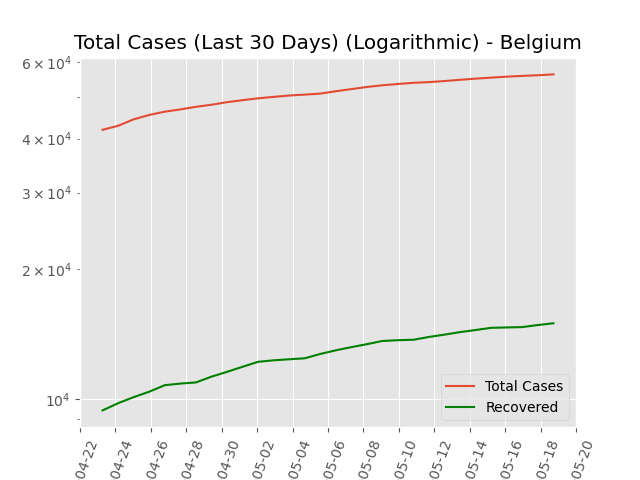 Total Cases (Last 30 Days) (Logarithmic) - Belgium
6 × 10⁴
4 × 10⁴
3 × 10⁴
2 × 10⁴
10⁴
Total Cases
Recovered
04-22
04-24
04-26
04-28
04-30
05-02
05-04
05-06
05-08
05-10
05-12
05-14
05-16
05-18
05-20